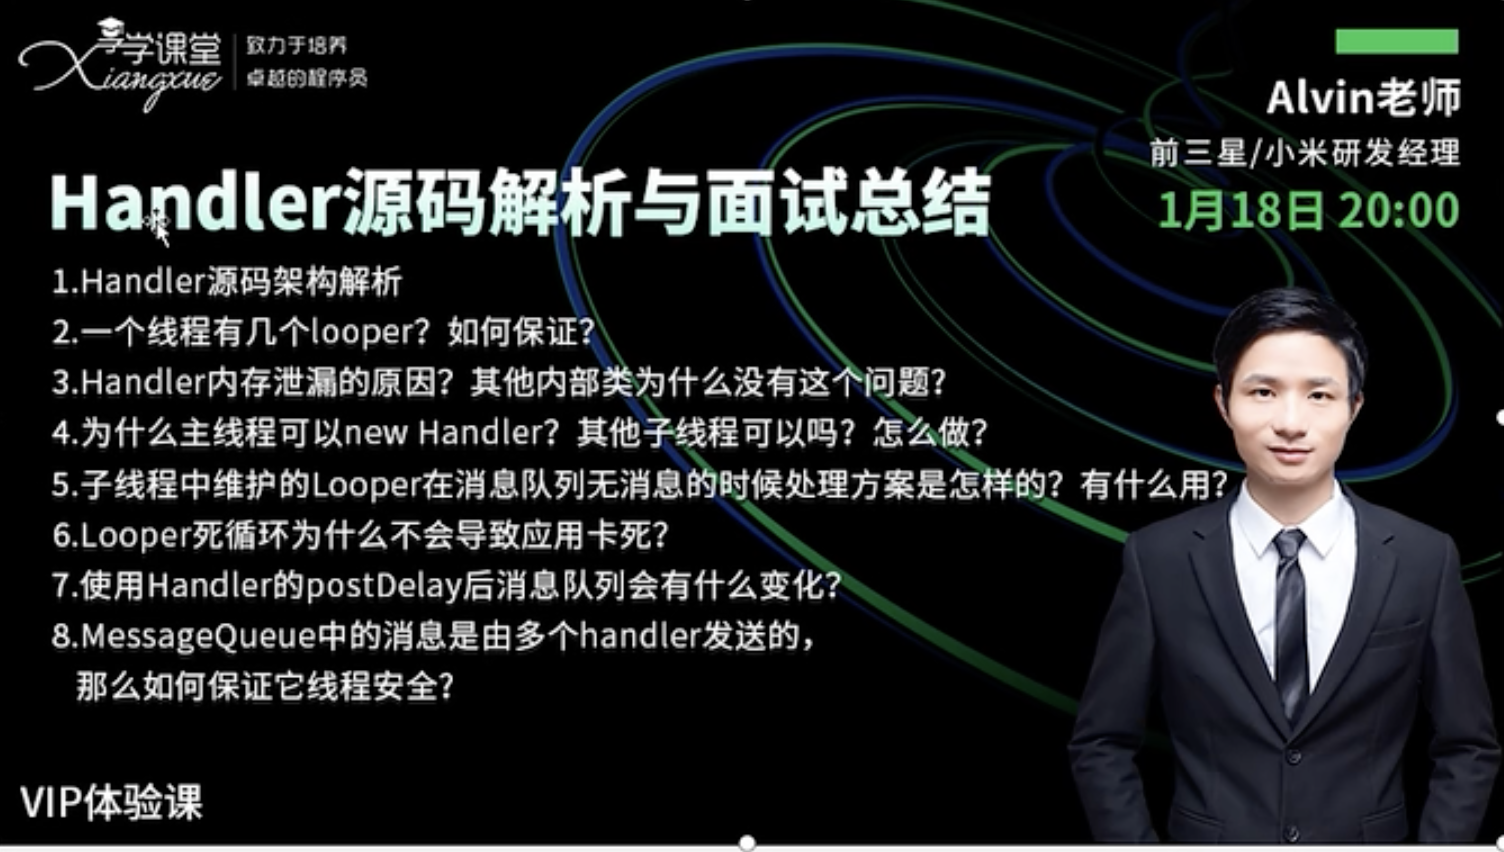 享学课堂
Xiangxue
致力于培养
卓越的程序员
Alvin老师
前三星/小米研发经理
1月18日 20:00
Handler源码解析与面试总结
1.Handler源码架构解析
2.一个线程有几个looper？如何保证？
3.Handler内存泄漏的原因？其他内部类为什么没有这个问题？
4.为什么主线程可以new Handler？其他子线程可以吗？怎么做？
5.子线程中维护的Looper在消息队列无消息的时候处理方案是怎样的？有什么用？
6.Looper死循环为什么不会导致应用卡死？
7.使用Handler的postDelay后消息队列会有什么变化？
8.MessageQueue中的消息是由多个handler发送的，
那么如何保证它线程安全？
VIP体验课